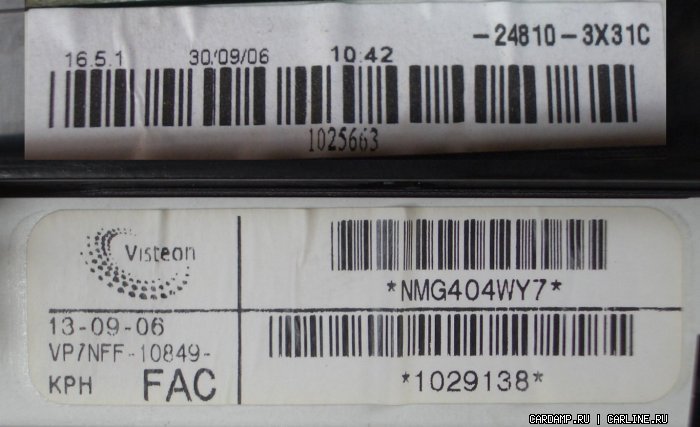 -24810-3X31C
16.5.1 30/09/06 10:42
1025663
Visteon
*NMG404WY7*
13-09-06
VP7NFF-10849-
KPH FAC
*1029138*
CARDAMP.RU | CARLINE.RU